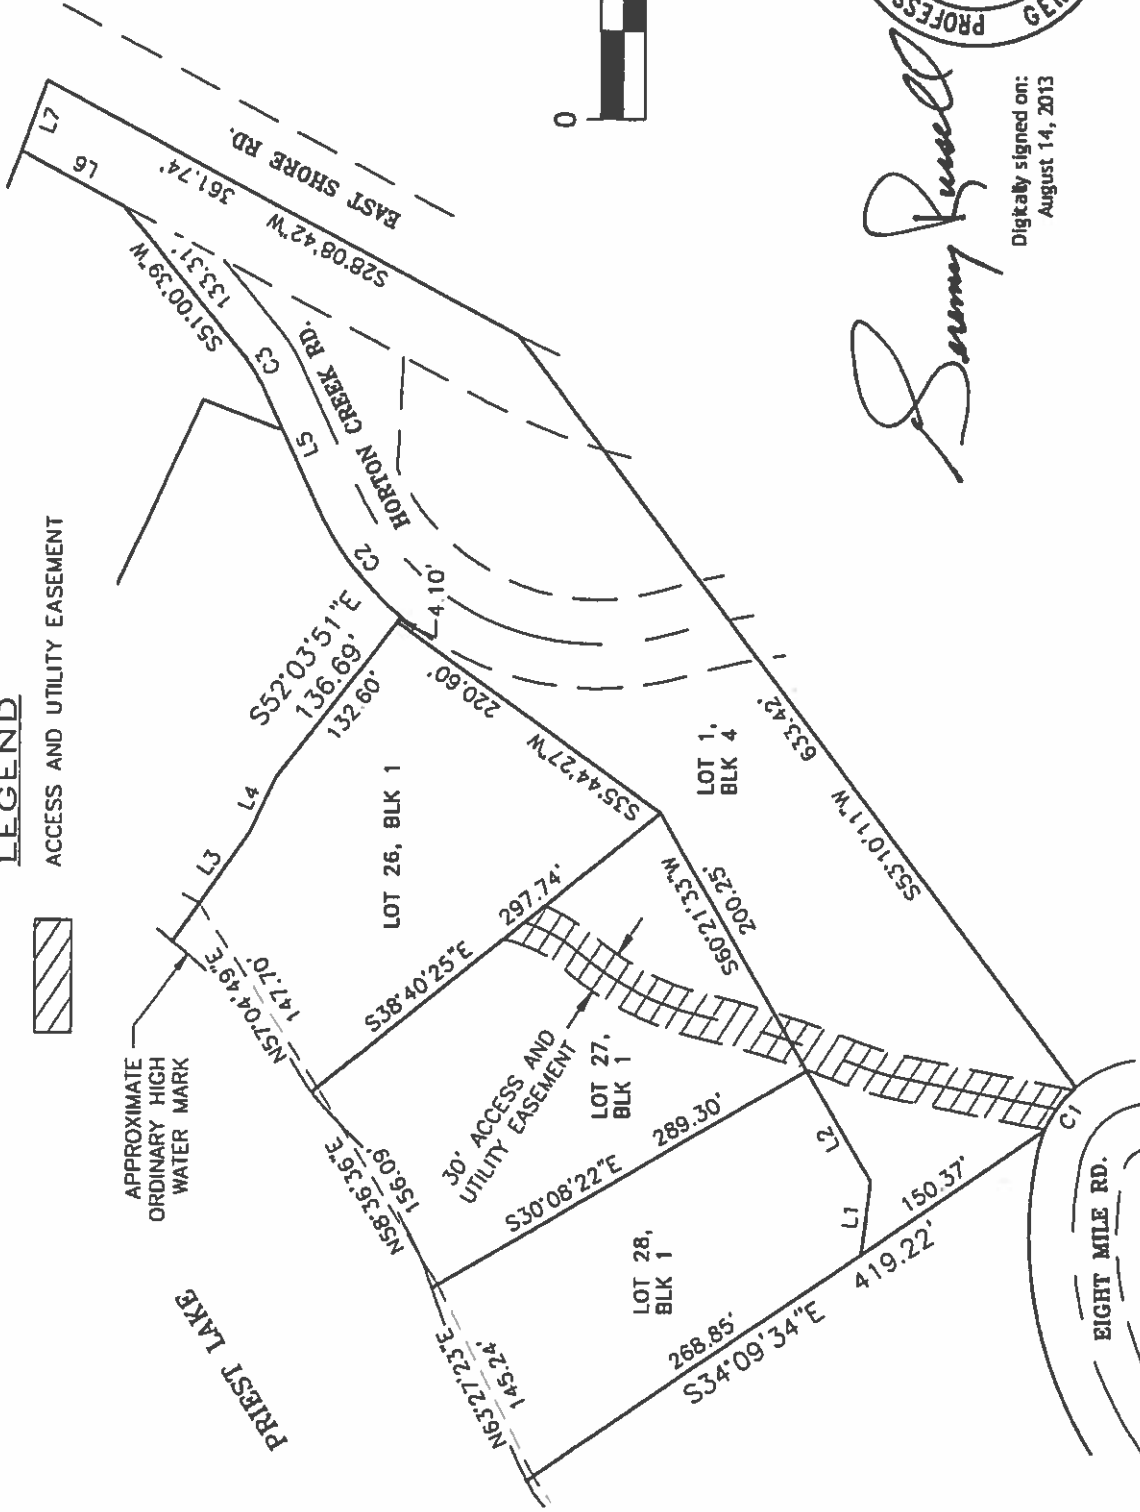 LEGEND
ACCESS AND UTILITY EASEMENT
APPROXIMATE
ORDINARY HIGH
WATER MARK
PRIEST LAKE
L7
L6
361.74'
S28°08'42"W
EAST SHORE RD.
S51°00'39"W
133.31'
C3
L5
HORTON CREEK RD.
C2
4.10'
S52°03'51"E
136.69'
132.60'
L4
L3
N57°04'49"E
147.70'
LOT 26, BLK 1
220.60'
S35°44'27"W
297.74'
S38°40'25"E
N58°36'36"E
156.09'
30' ACCESS AND
UTILITY EASEMENT
LOT 27,
BLK 1
S60°21'33"W
200.25'
LOT 1,
BLK 4
633.42'
S53°10'11"W
289.30'
S30°08'22"E
N63°27'23"E
145.24'
LOT 28,
BLK 1
L2
L1
150.37'
419.22'
268.85'
S34°09'34"E
C1
EIGHT MILE RD.
0
PROFESS
Digitally signed on:
August 14, 2013